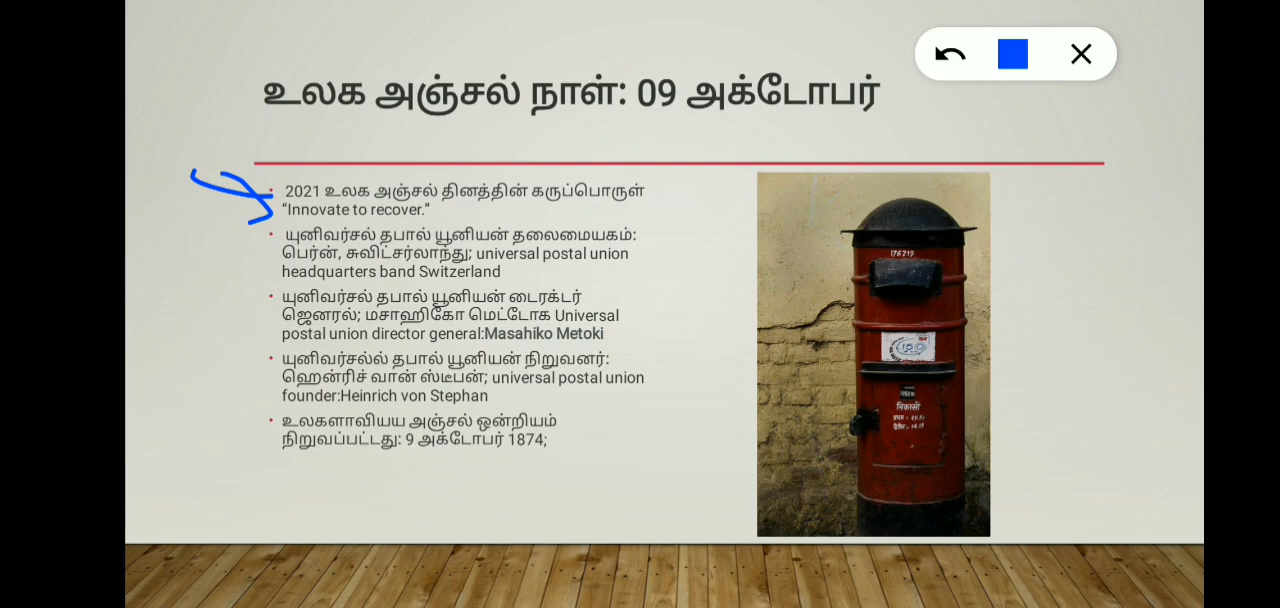 உலக அஞ்சல் நாள்: 09 அக்டோபர்
• 2021 உலக அஞ்சல் தினத்தின் கருப்பொருள்
“Innovate to recover.”
• யுனிவர்சல் தபால் யூனியன் தலைமையகம்:
பெர்ன், சுவிட்சர்லாந்து; universal postal union
headquarters band Switzerland
• யுனிவர்சல் தபால் யூனியன் டைரக்டர்
ஜெனரல்; மசாஹிகோ மெட்டோக Universal
postal union director general:Masahiko Metoki
• யுனிவர்சல்ல் தபால் யூனியன் நிறுவனர்:
ஹென்ரிச் வான் ஸ்டீபன்; universal postal union
founder:Heinrich von Stephan
• உலகளாவியய அஞ்சல் ஒன்றியம்
நிறுவப்பட்டது: 9 அக்டோபர் 1874;
176219
निकासी